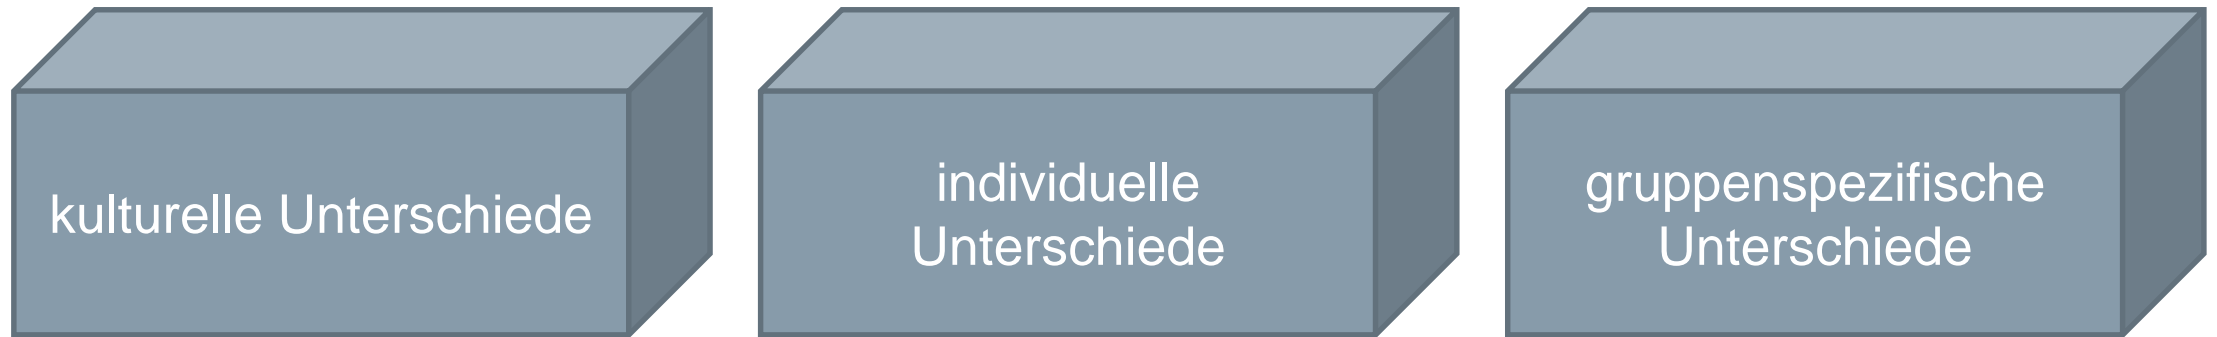 kulturelle Unterschiede
individuelle
Unterschiede
gruppenspezifische
Unterschiede